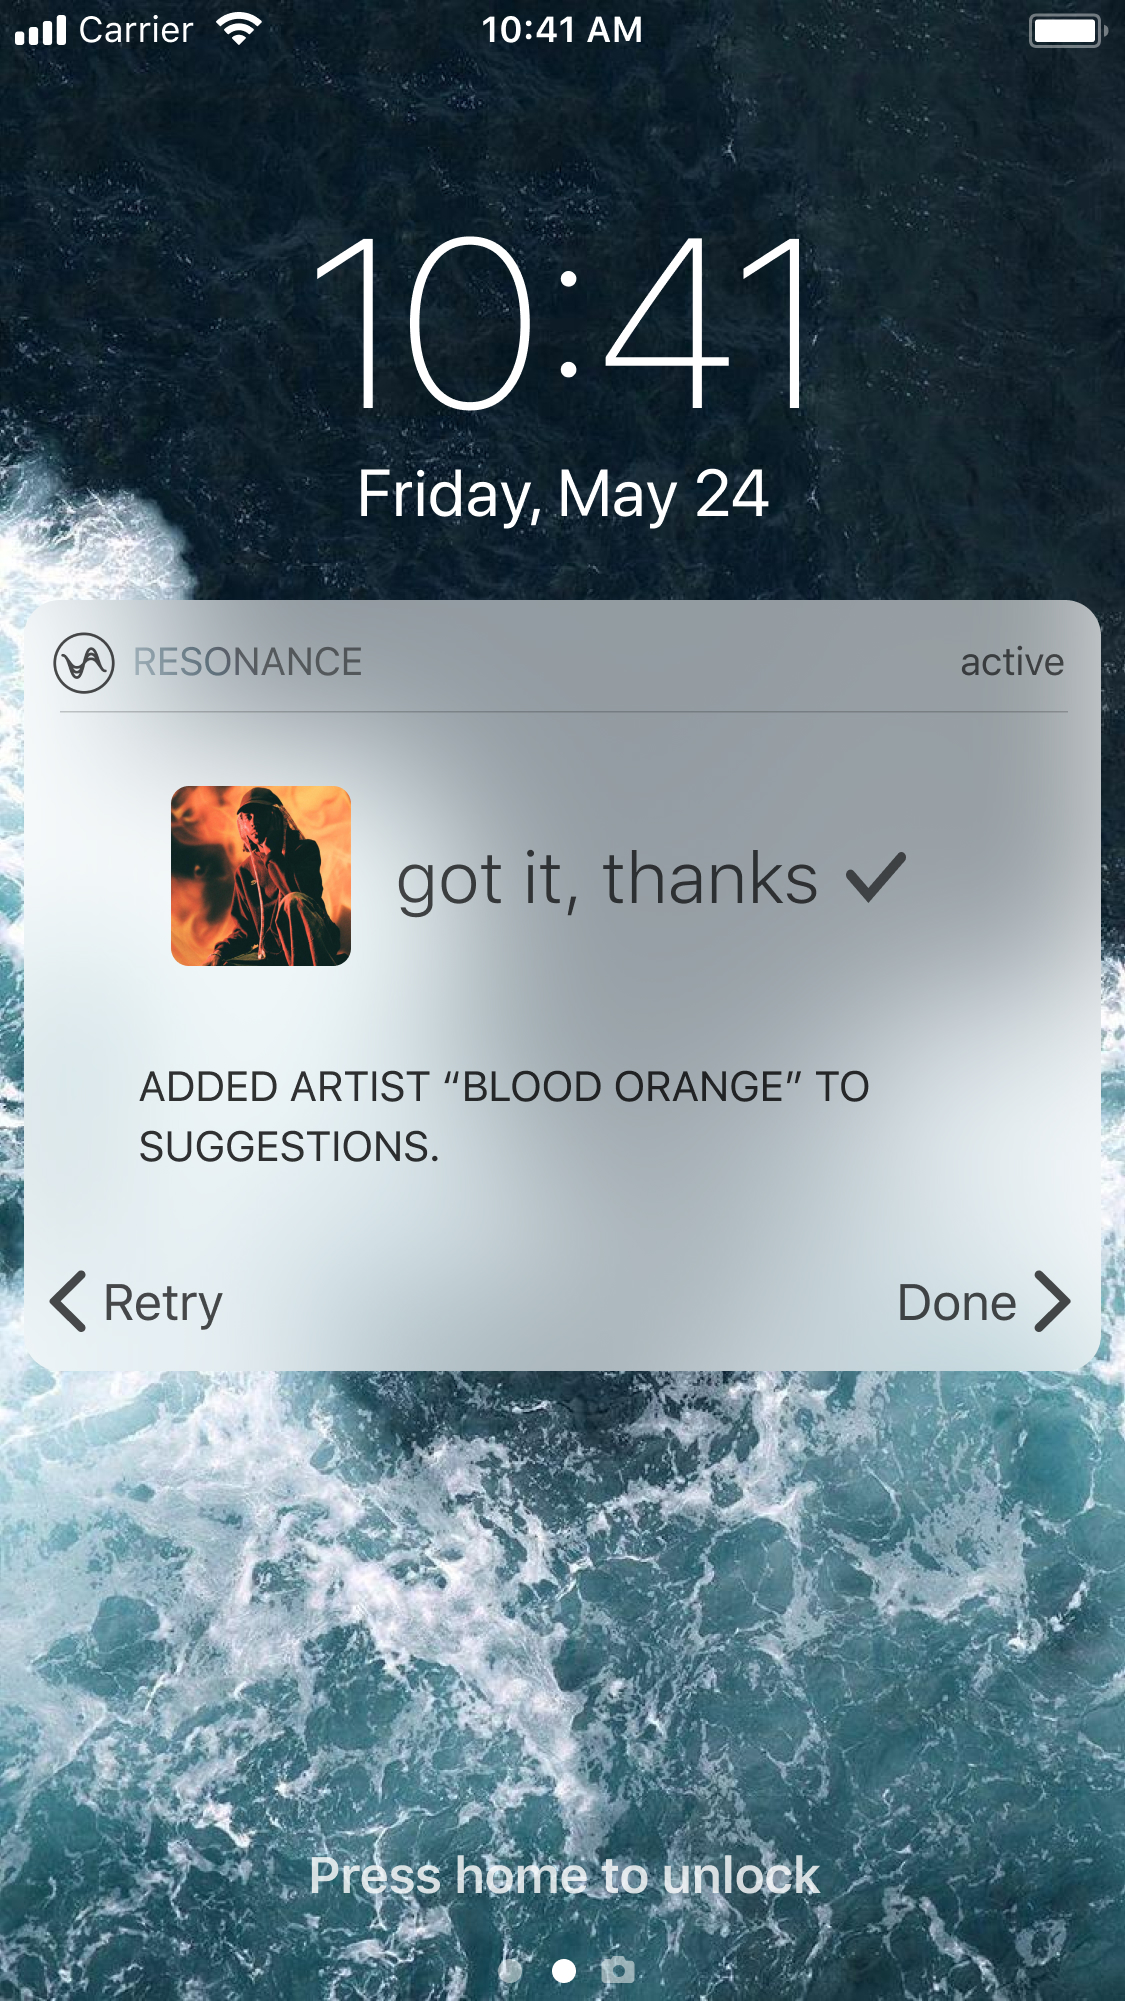 Carrier 10:41 AM
10:41
Friday, May 24
RESONANCE active
got it, thanks
ADDED ARTIST “BLOOD ORANGE” TO
SUGGESTIONS.
Retry Done
Press home to unlock